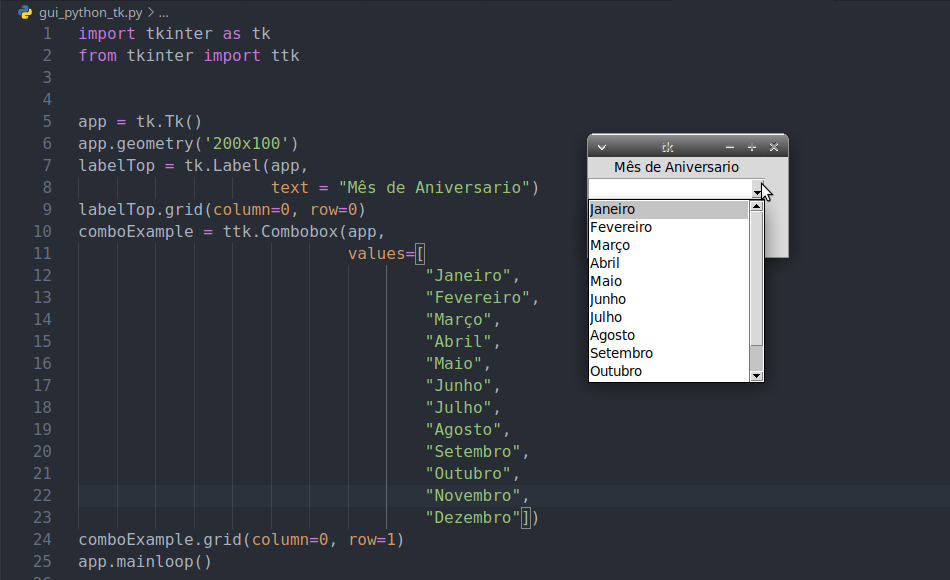 gui_python_tk.py > ...
1 import tkinter as tk
2 from tkinter import ttk
3
4
5 app = tk.Tk()
6 app.geometry('200x100')
7 labelTop = tk.Label(app,
8 text = "Mês de Aniversario")
9 labelTop.grid(column=0, row=0)
10 comboExample = ttk.Combobox(app,
11 values=[
12 "Janeiro",
13 "Fevereiro",
14 "Março",
15 "Abril",
16 "Maio",
17 "Junho",
18 "Julho",
19 "Agosto",
20 "Setembro",
21 "Outubro",
22 "Novembro",
23 "Dezembro"])
24 comboExample.grid(column=0, row=1)
25 app.mainloop()
tk
Mês de Aniversario
Janeiro
Fevereiro
Março
Abril
Maio
Junho
Julho
Agosto
Setembro
Outubro